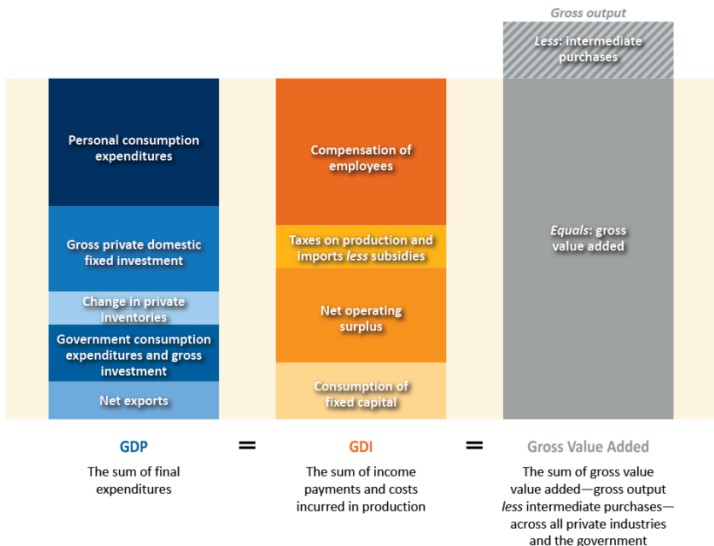 Gross output
Less: intermediate
purchases
Personal consumption
expenditures
Gross private domestic
fixed investment
Change in private
inventories
Government consumption
expenditures and gross
investment
Net exports
Compensation of
employees
Taxes on production and
imports less subsidies
Net operating
surplus
Consumption of
fixed capital
Equals: gross
value added
GDP
The sum of final
expenditures
=
GDI
The sum of income
payments and costs
incurred in production
=
Gross Value Added
The sum of gross value
value added—gross output
less intermediate purchases—
across all private industries
and the government